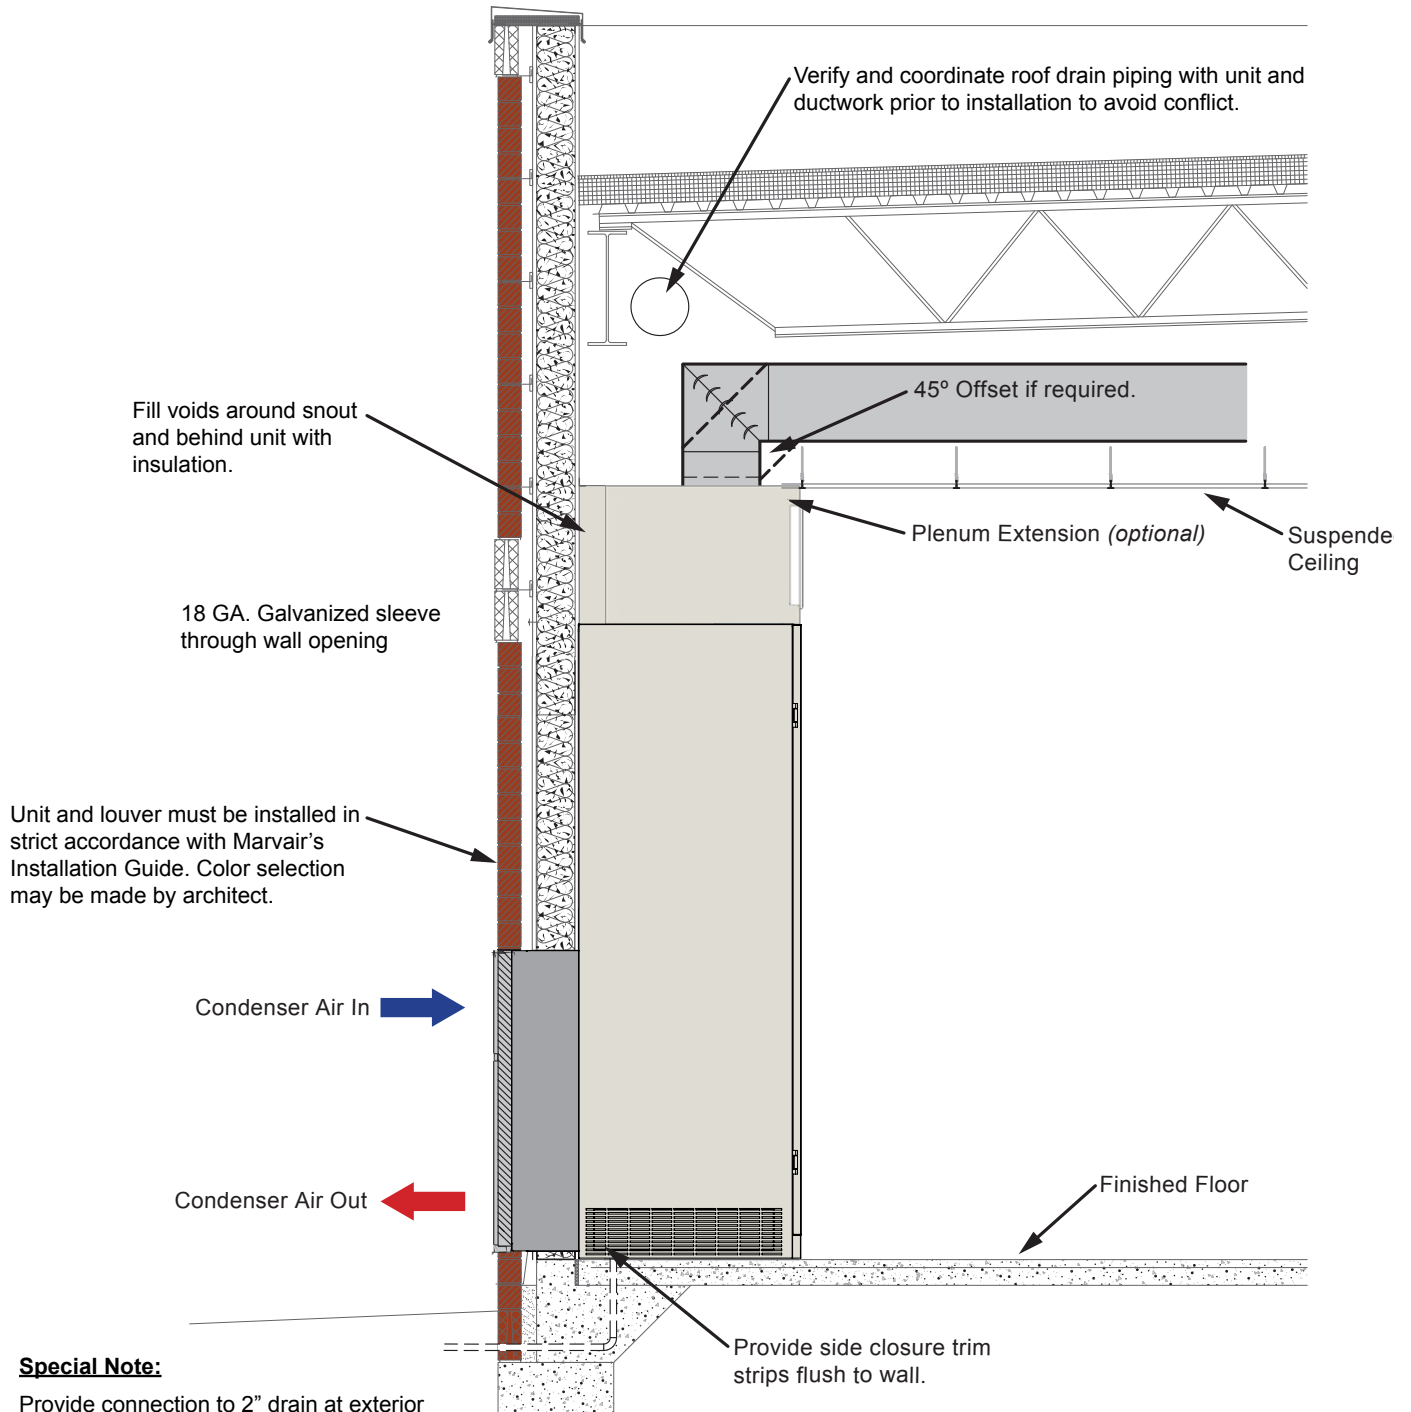 Verify and coordinate roof drain piping with unit and
ductwork prior to installation to avoid conflict.
45º Offset if required.
Fill voids around snout
and behind unit with
insulation.
Plenum Extension (optional)
Suspende
Ceiling
18 GA. Galvanized sleeve
through wall opening
Unit and louver must be installed in
strict accordance with Marvair’s
Installation Guide. Color selection
may be made by architect.
Condenser Air In
Condenser Air Out
Finished Floor
Provide side closure trim
strips flush to wall.
Special Note:
Provide connection to 2” drain at exterior